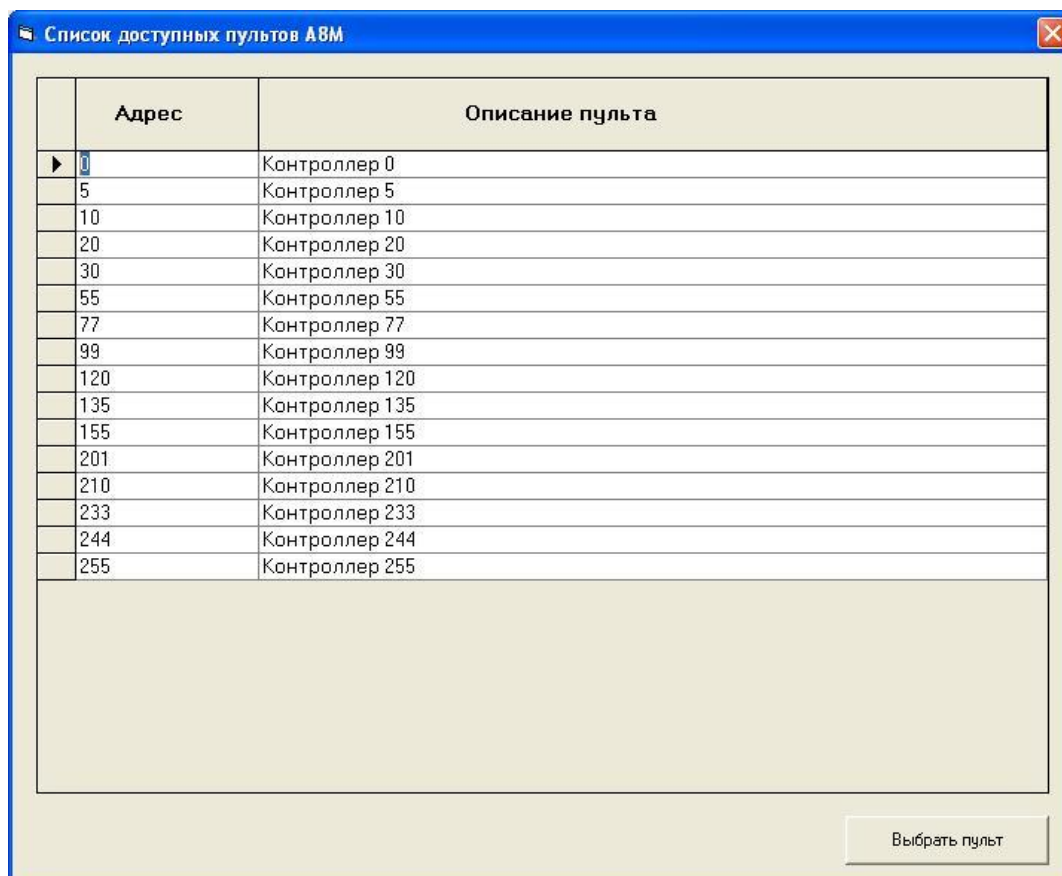 Список доступных пультов A8M
Адрес Описание пульта
0 Контроллер 0
5 Контроллер 5
10 Контроллер 10
20 Контроллер 20
30 Контроллер 30
55 Контроллер 55
77 Контроллер 77
99 Контроллер 99
120 Контроллер 120
135 Контроллер 135
155 Контроллер 155
201 Контроллер 201
210 Контроллер 210
233 Контроллер 233
244 Контроллер 244
255 Контроллер 255
Выбрать пульт